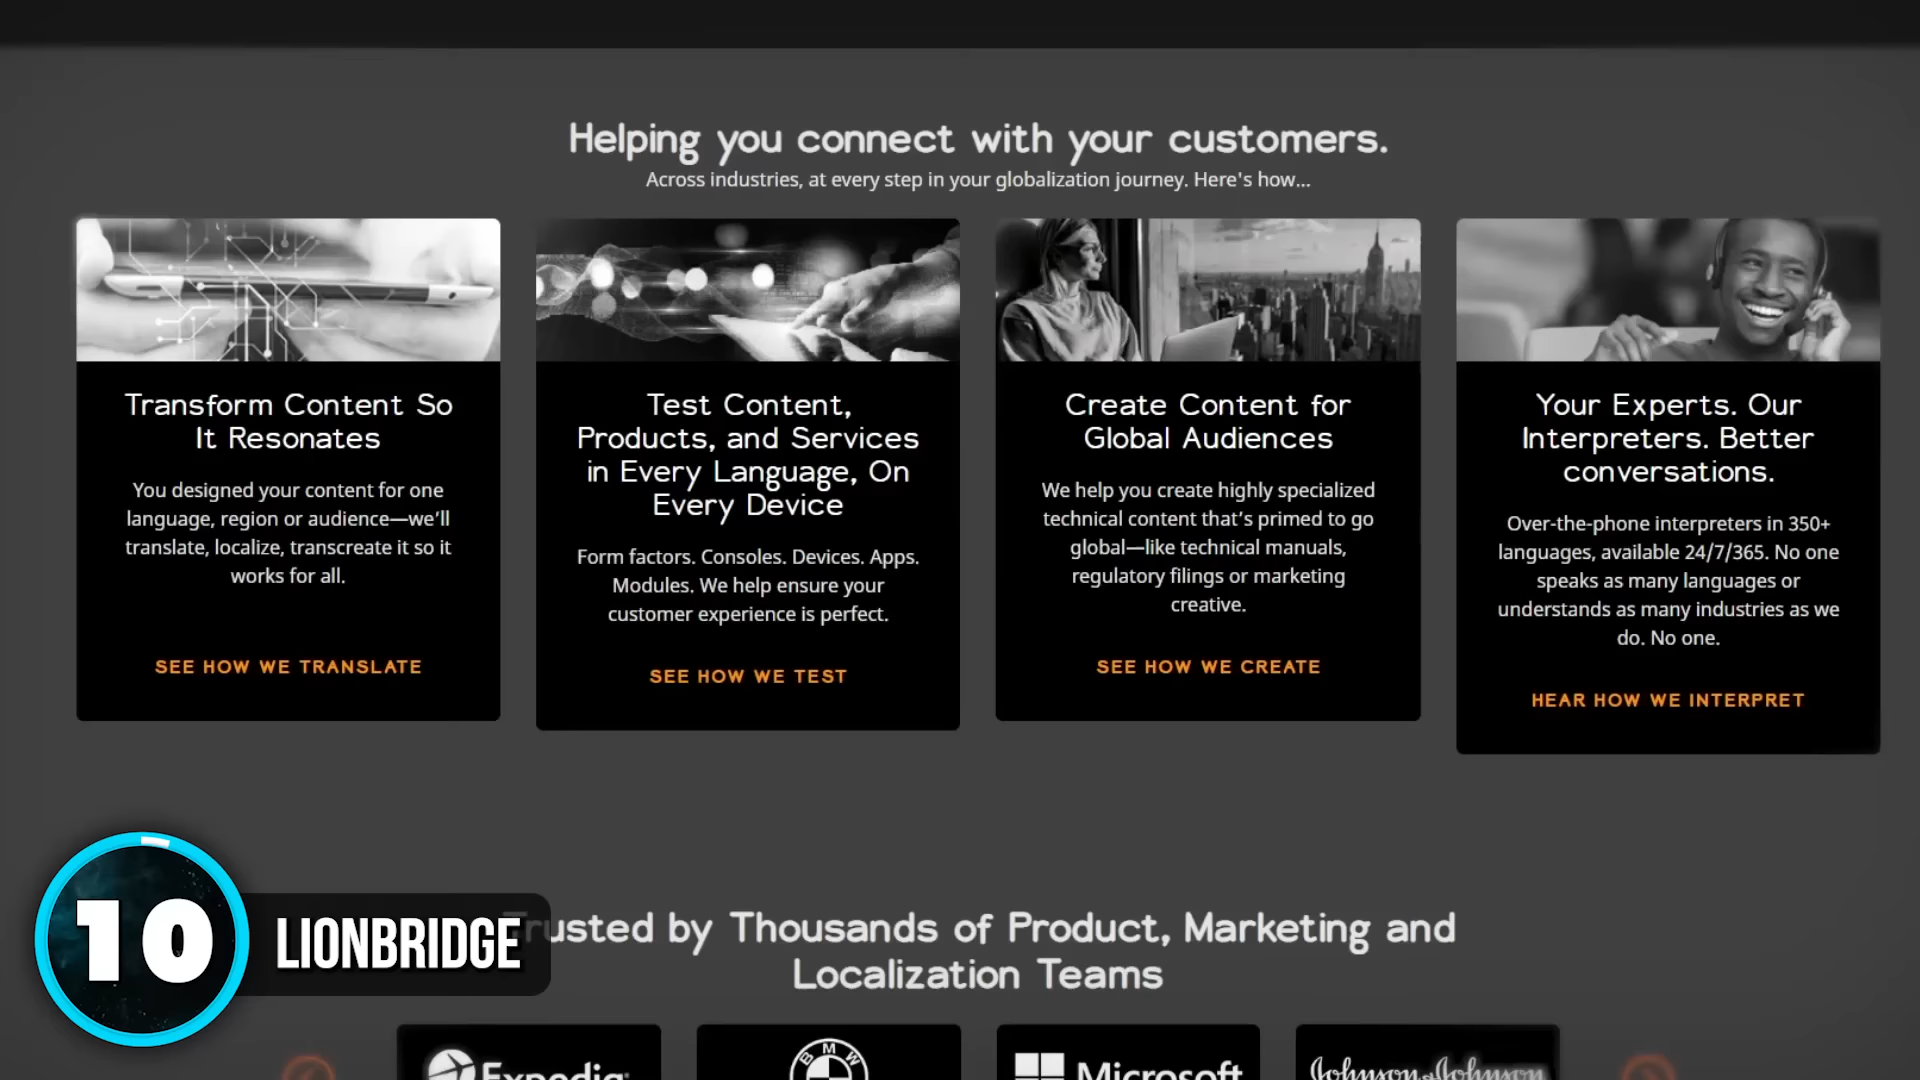 Helping you connect with your customers.
Across industries, at every step in your globalization journey. Here's how...
Transform Content So
It Resonates
You designed your content for one
language, region or audience—we'll
translate, localize, transcreate it so it
works for all.
SEE HOW WE TRANSLATE
Test Content,
Products, and Services
in Every Language, On
Every Device
Form factors. Consoles. Devices. Apps.
Modules. We help ensure your
customer experience is perfect.
SEE HOW WE TEST
Create Content for
Global Audiences
We help you create highly specialized
technical content that's primed to go
global—like technical manuals,
regulatory filings or marketing
creative.
SEE HOW WE CREATE
Your Experts. Our
Interpreters. Better
conversations.
Over-the-phone interpreters in 350+
languages, available 24/7/365. No one
speaks as many languages or
understands as many industries as we
do. No one.
HEAR HOW WE INTERPRET
10 LIONBRIDGE
Trusted by Thousands of Product, Marketing and
Localization Teams
Expedia
BMW
Microsoft
Johnson & Johnson